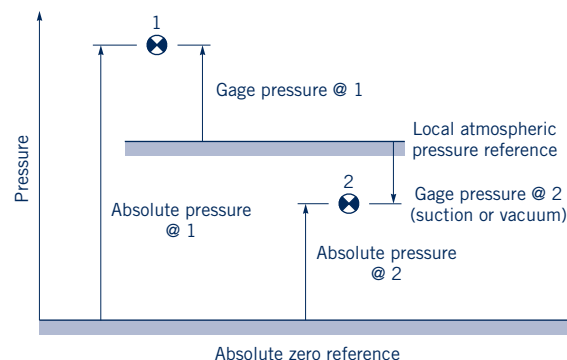 1
Gage pressure @ 1
Local atmospheric
pressure reference
Pressure
2
Gage pressure @ 2
(suction or vacuum)
Absolute pressure
@ 1
Absolute pressure
@ 2
Absolute zero reference